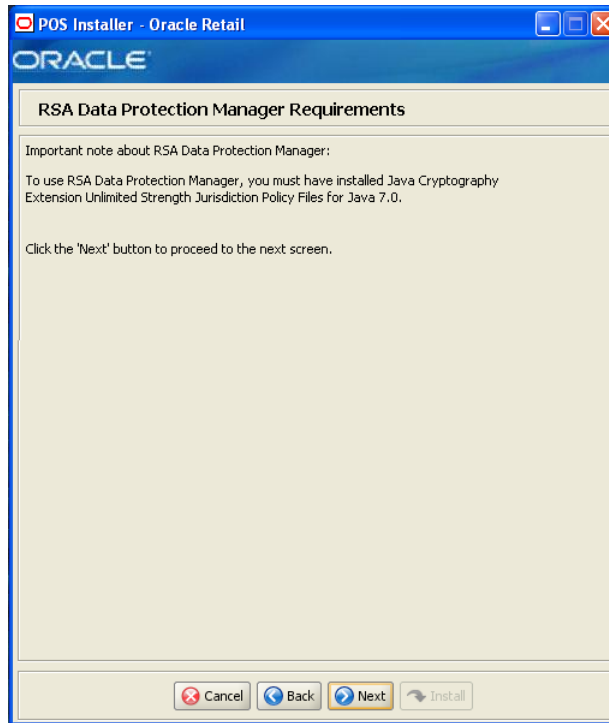 POS Installer - Oracle Retail
ORACLE
RSA Data Protection Manager Requirements
Important note about RSA Data Protection Manager:
To use RSA Data Protection Manager, you must have installed Java Cryptography
Extension Unlimited Strength Jurisdiction Policy Files for Java 7.0.
Click the 'Next' button to proceed to the next screen.
Cancel Back Next Install